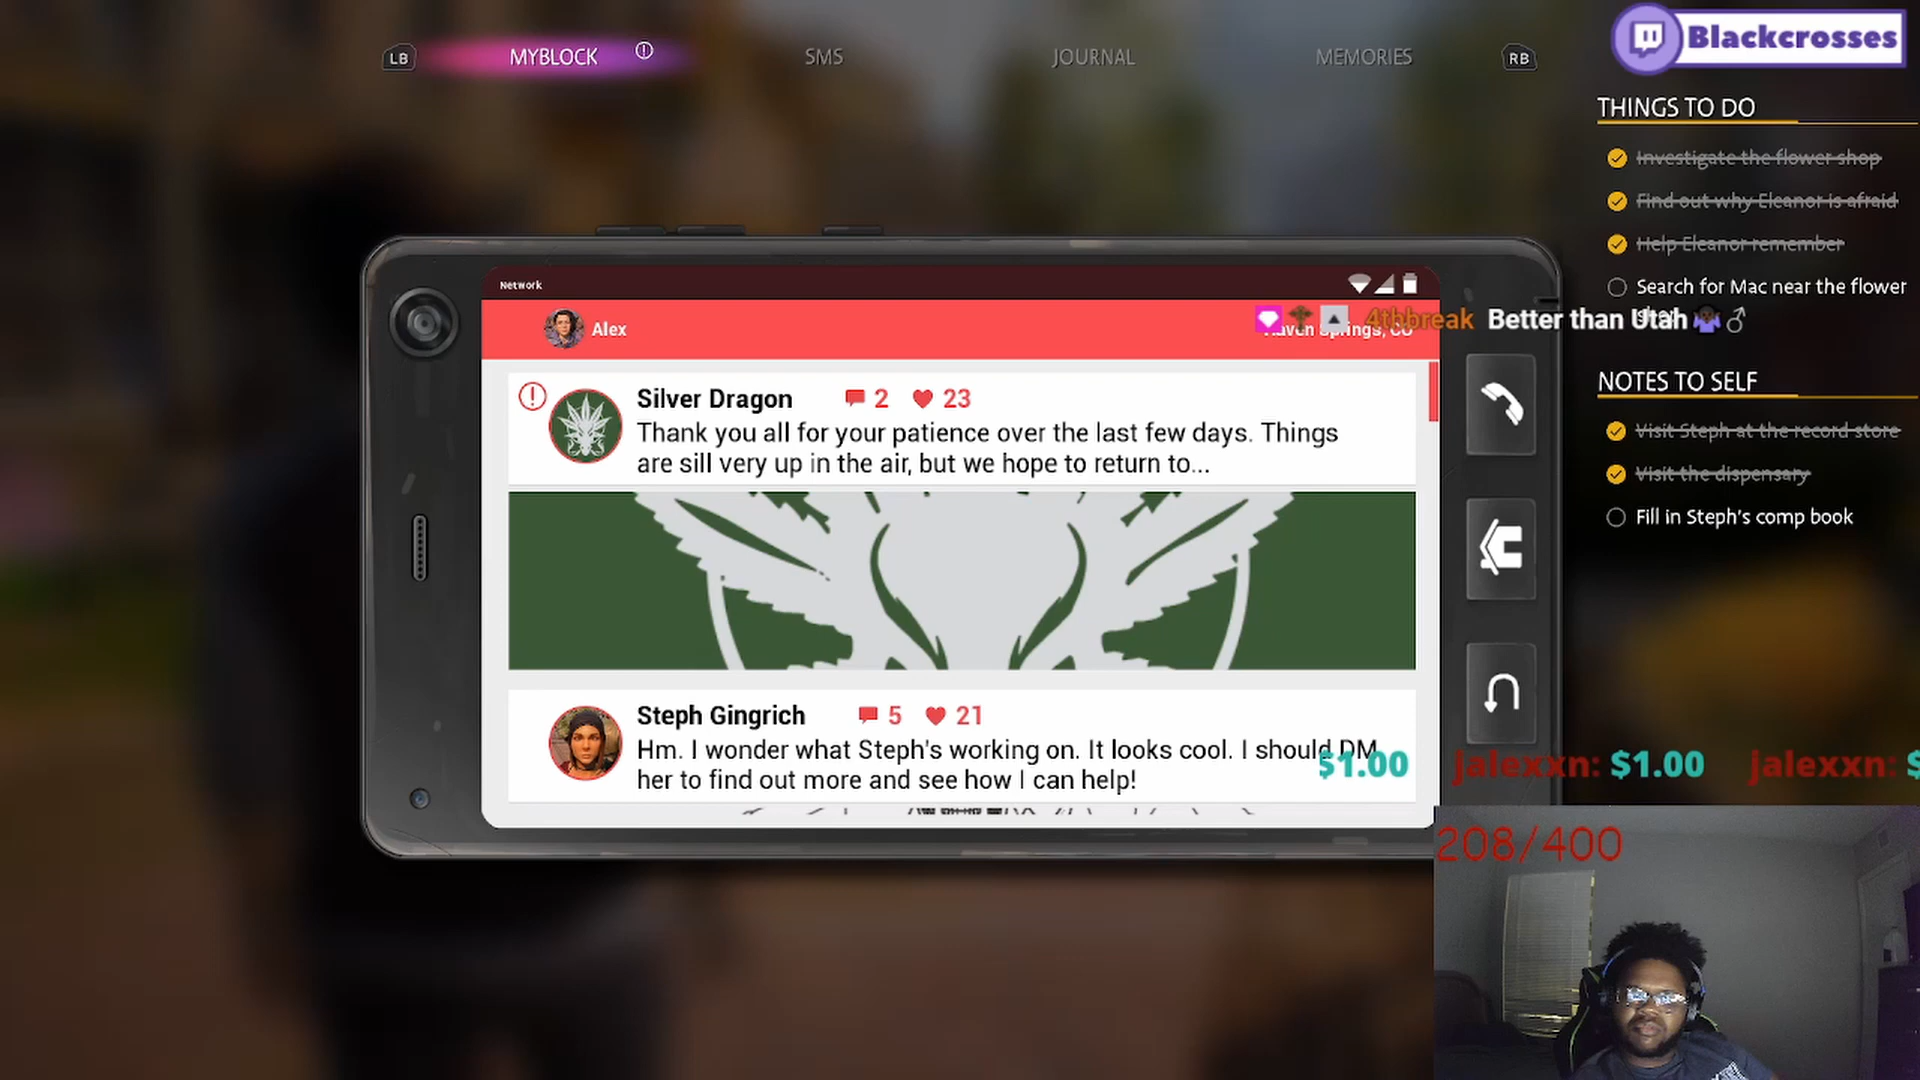 LB
MYBLOCK
SMS
JOURNAL
MEMORIES
RB
Blackcrosses
THINGS TO DO
Investigate the flower shop
Find out why Eleanor is afraid
Help Eleanor remember
Search for Mac near the flower
4thbreak Better than Utah
NOTES TO SELF
Visit Steph at the record store
Visit the dispensary
Fill in Steph's comp book
Network
Alex
Haven Springs, CO
Silver Dragon 2 23
Thank you all for your patience over the last few days. Things
are sill very up in the air, but we hope to return to...
Steph Gingrich 5 21
Hm. I wonder what Steph's working on. It looks cool. I should DM
her to find out more and see how I can help!
$1.00 Jalexxn: $1.00 Jalexxn: $
208/400